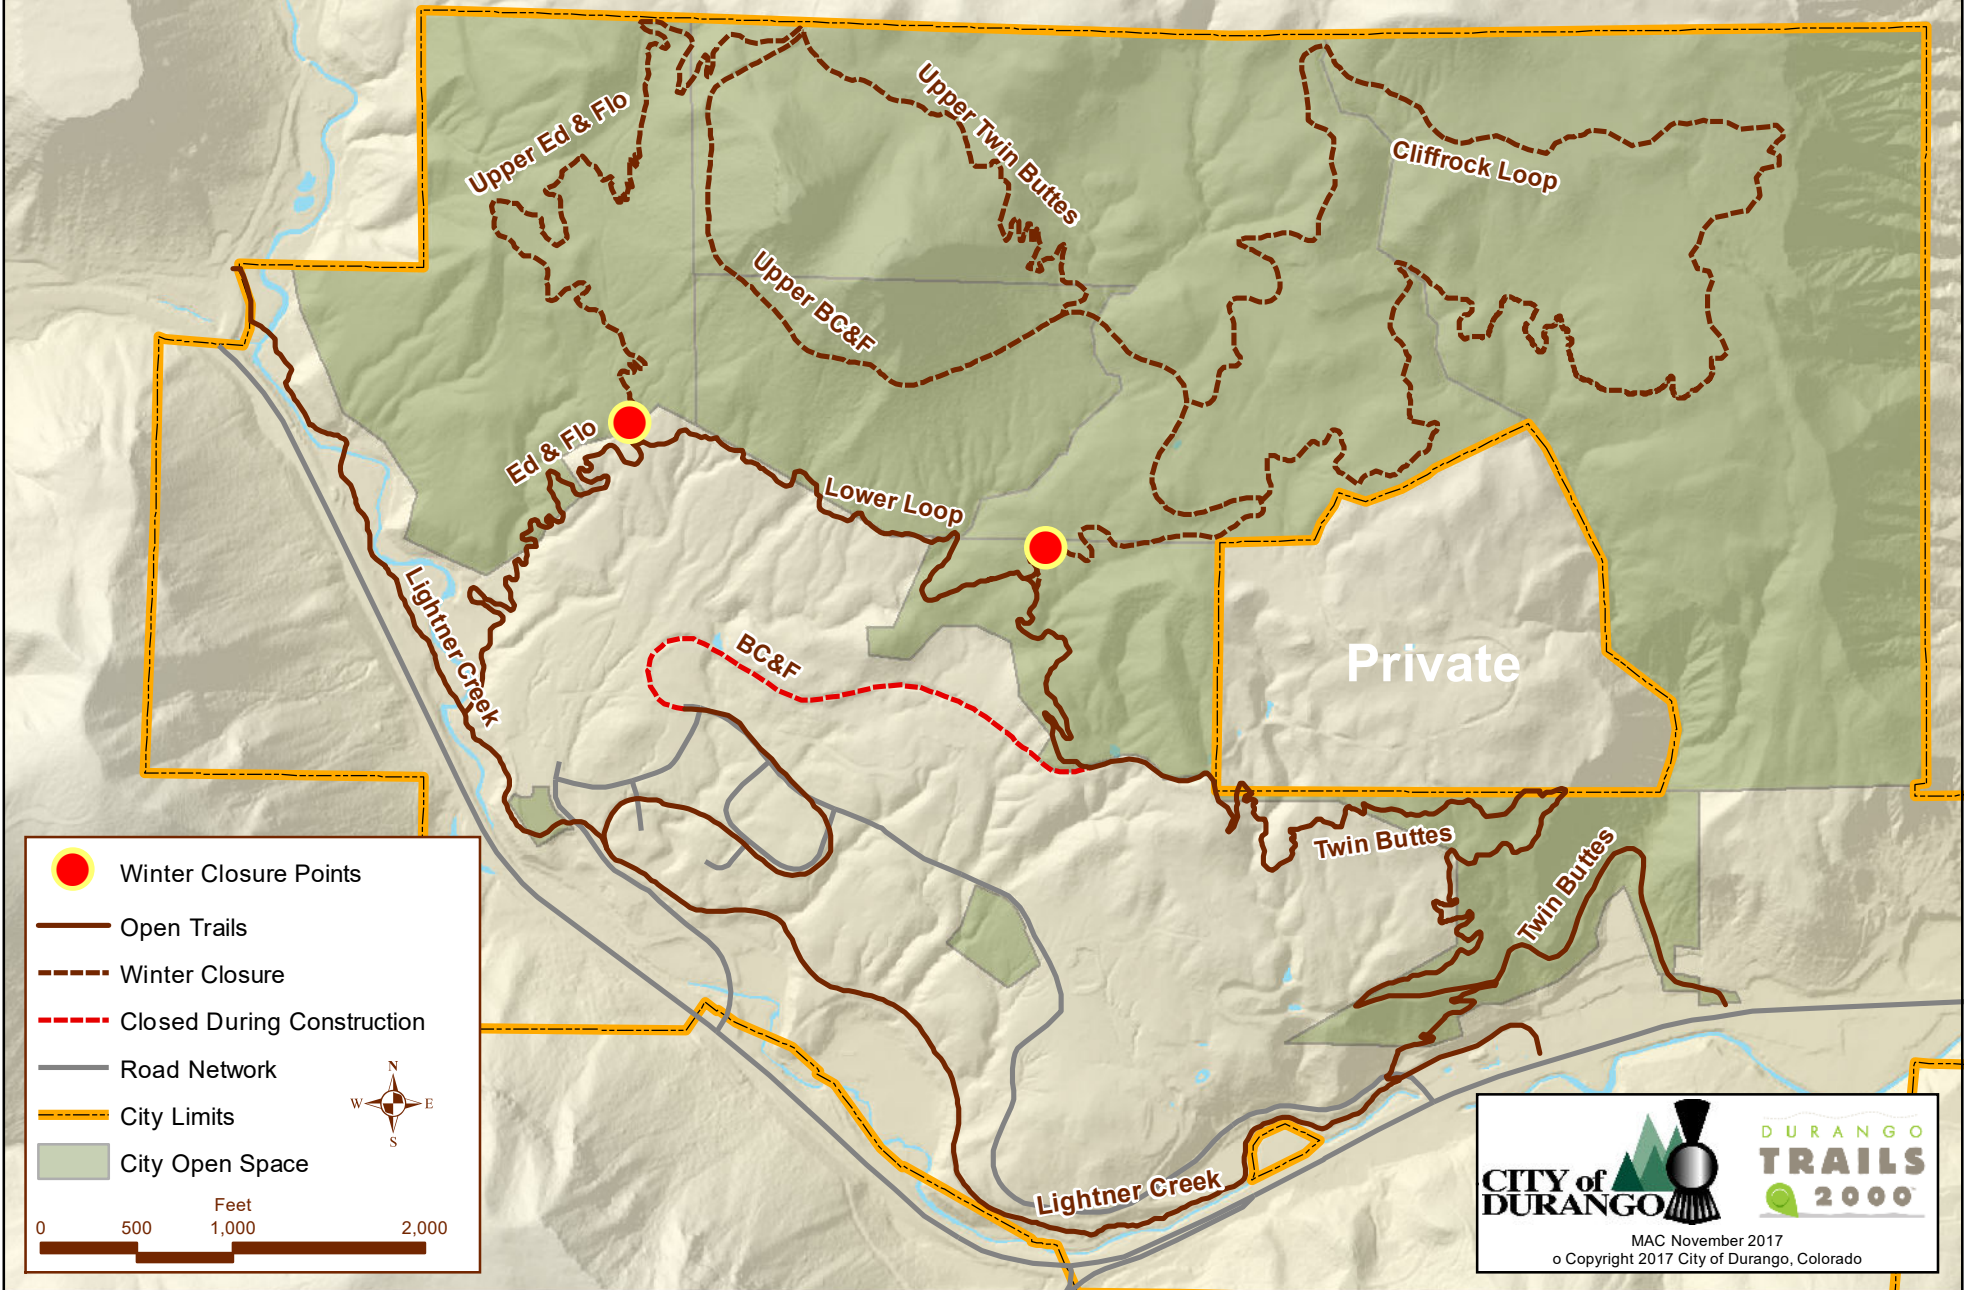 Upper Ed & Flo
Upper Twin Buttes
Cliffrock Loop
Upper BC&F
Ed & Flo
Lower Loop
Lightner Creek
BC&F
Private
Twin Buttes
Twin Buttes
Lightner Creek
Winter Closure Points
Open Trails
Winter Closure
Closed During Construction
Road Network
City Limits
City Open Space
N
W E
S
Feet
0 500 1,000 2,000
CITY of
DURANGO
DURANGO
TRAILS
2000
MAC November 2017
o Copyright 2017 City of Durango, Colorado